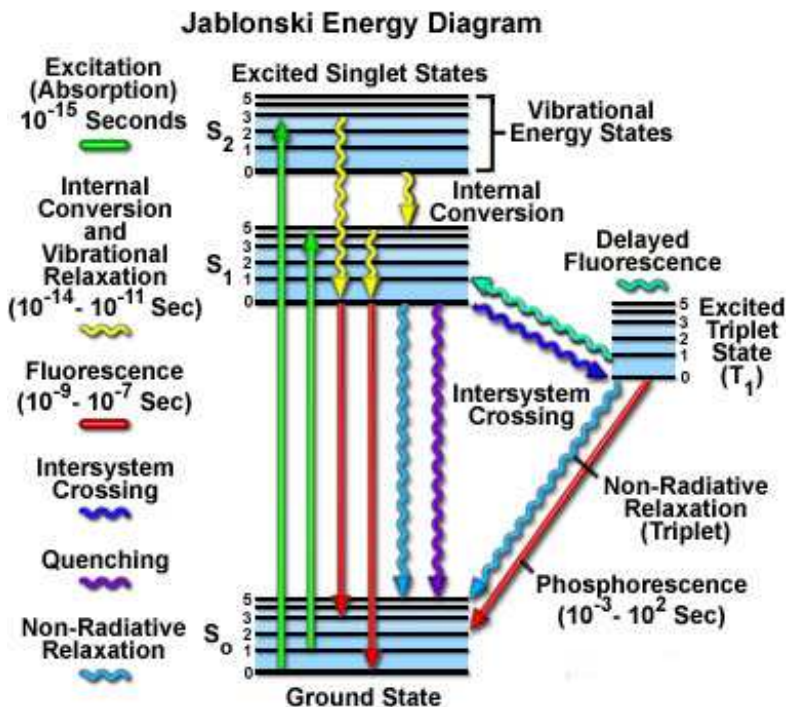 Jablonski Energy Diagram
Excitation
(Absorption)
10⁻¹⁵ Seconds
Internal
Conversion
and
Vibrational
Relaxation
(10⁻¹⁴- 10⁻¹¹ Sec)
Fluorescence
(10⁻⁹- 10⁻⁷ Sec)
Intersystem
Crossing
Quenching
Non-Radiative
Relaxation
Excited Singlet States
S₂
5
3
2
1
0
Vibrational
Energy States
Internal
Conversion
S₁
5
3
2
1
0
Delayed
Fluorescence
5
3
2
1
0
Excited
Triplet
State
(T₁)
Intersystem
Crossing
Non-Radiative
Relaxation
(Triplet)
Phosphorescence
(10⁻³- 10² Sec)
Sₒ
5
3
2
1
0
Ground State